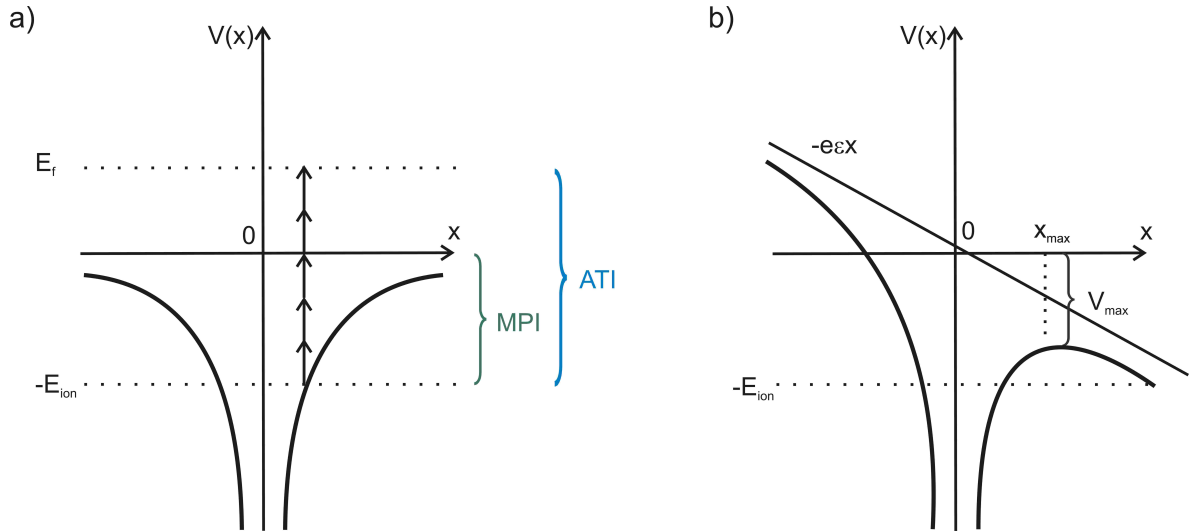 a)
V(x)
E_f
0
x
ATI
MPI
-E_ion
b)
V(x)
-eεx
0
x_max
x
V_max
-E_ion